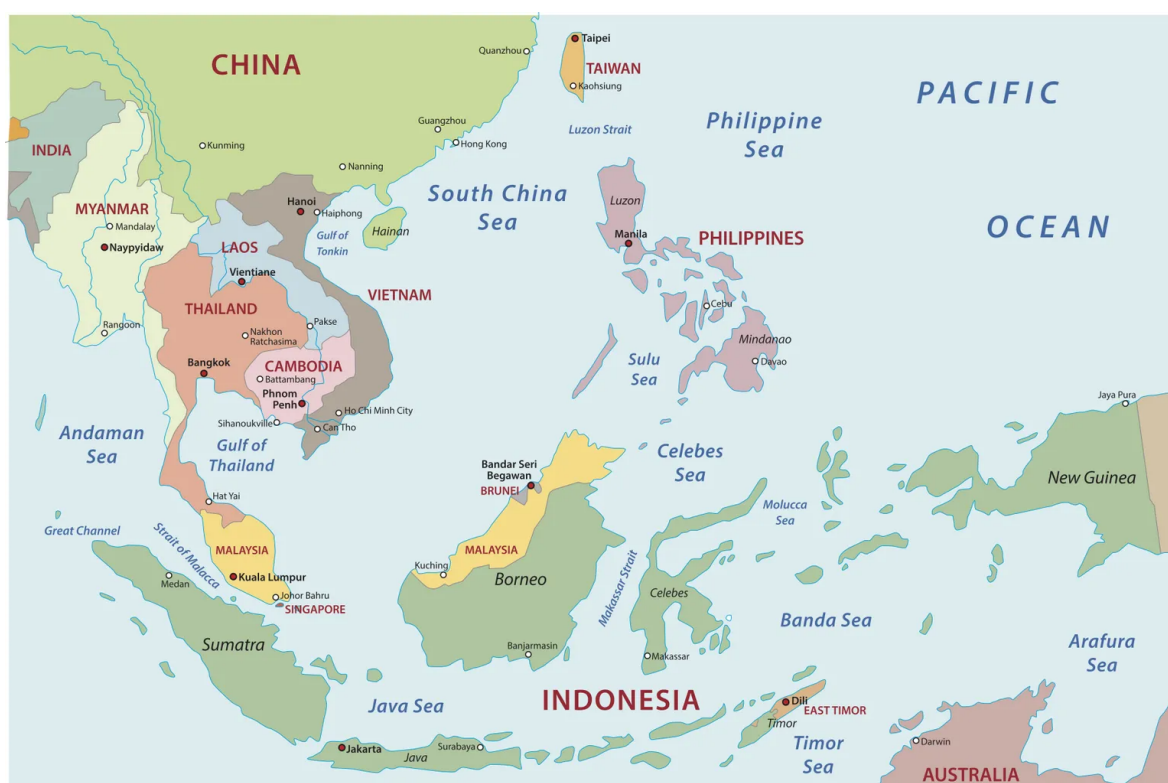 Taipei
Quanzhou
CHINA
TAIWAN
Kaohsiung
PACIFIC
Guangzhou
Luzon Strait
Philippine
Sea
Hong Kong
Kunming
INDIA
Nanning
South China
Sea
Hanoi
Luzon
MYANMAR
Haiphong
Mandalay
OCEAN
Hainan
Gulf of
Tonkin
Manila
PHILIPPINES
Naypyidaw
LAOS
Vientiane
VIETNAM
THAILAND
Cebu
Rangoon
Pakse
Nakhon
Ratchasima
Mindanao
Bangkok
CAMBODIA
Sulu
Sea
Davao
Battambang
Phnom
Penh
Jaya Pura
Ho Chi Minh City
Sihanoukville
Can Tho
Andaman
Sea
Gulf of
Thailand
Celebes
Sea
Bandar Seri
Begawan
BRUNEI
New Guinea
Hat Yai
Molucca
Sea
Great Channel
Strait of Malacca
MALAYSIA
MALAYSIA
Kuching
Borneo
Makassar Strait
Medan
Kuala Lumpur
Celebes
Johor Bahru
SINGAPORE
Banda Sea
Sumatra
Banjarmasin
Makassar
Arafura
Sea
INDONESIA
Java Sea
Dili
EAST TIMOR
Timor
Jakarta
Surabaya
Java
Timor
Sea
Darwin
AUSTRALIA